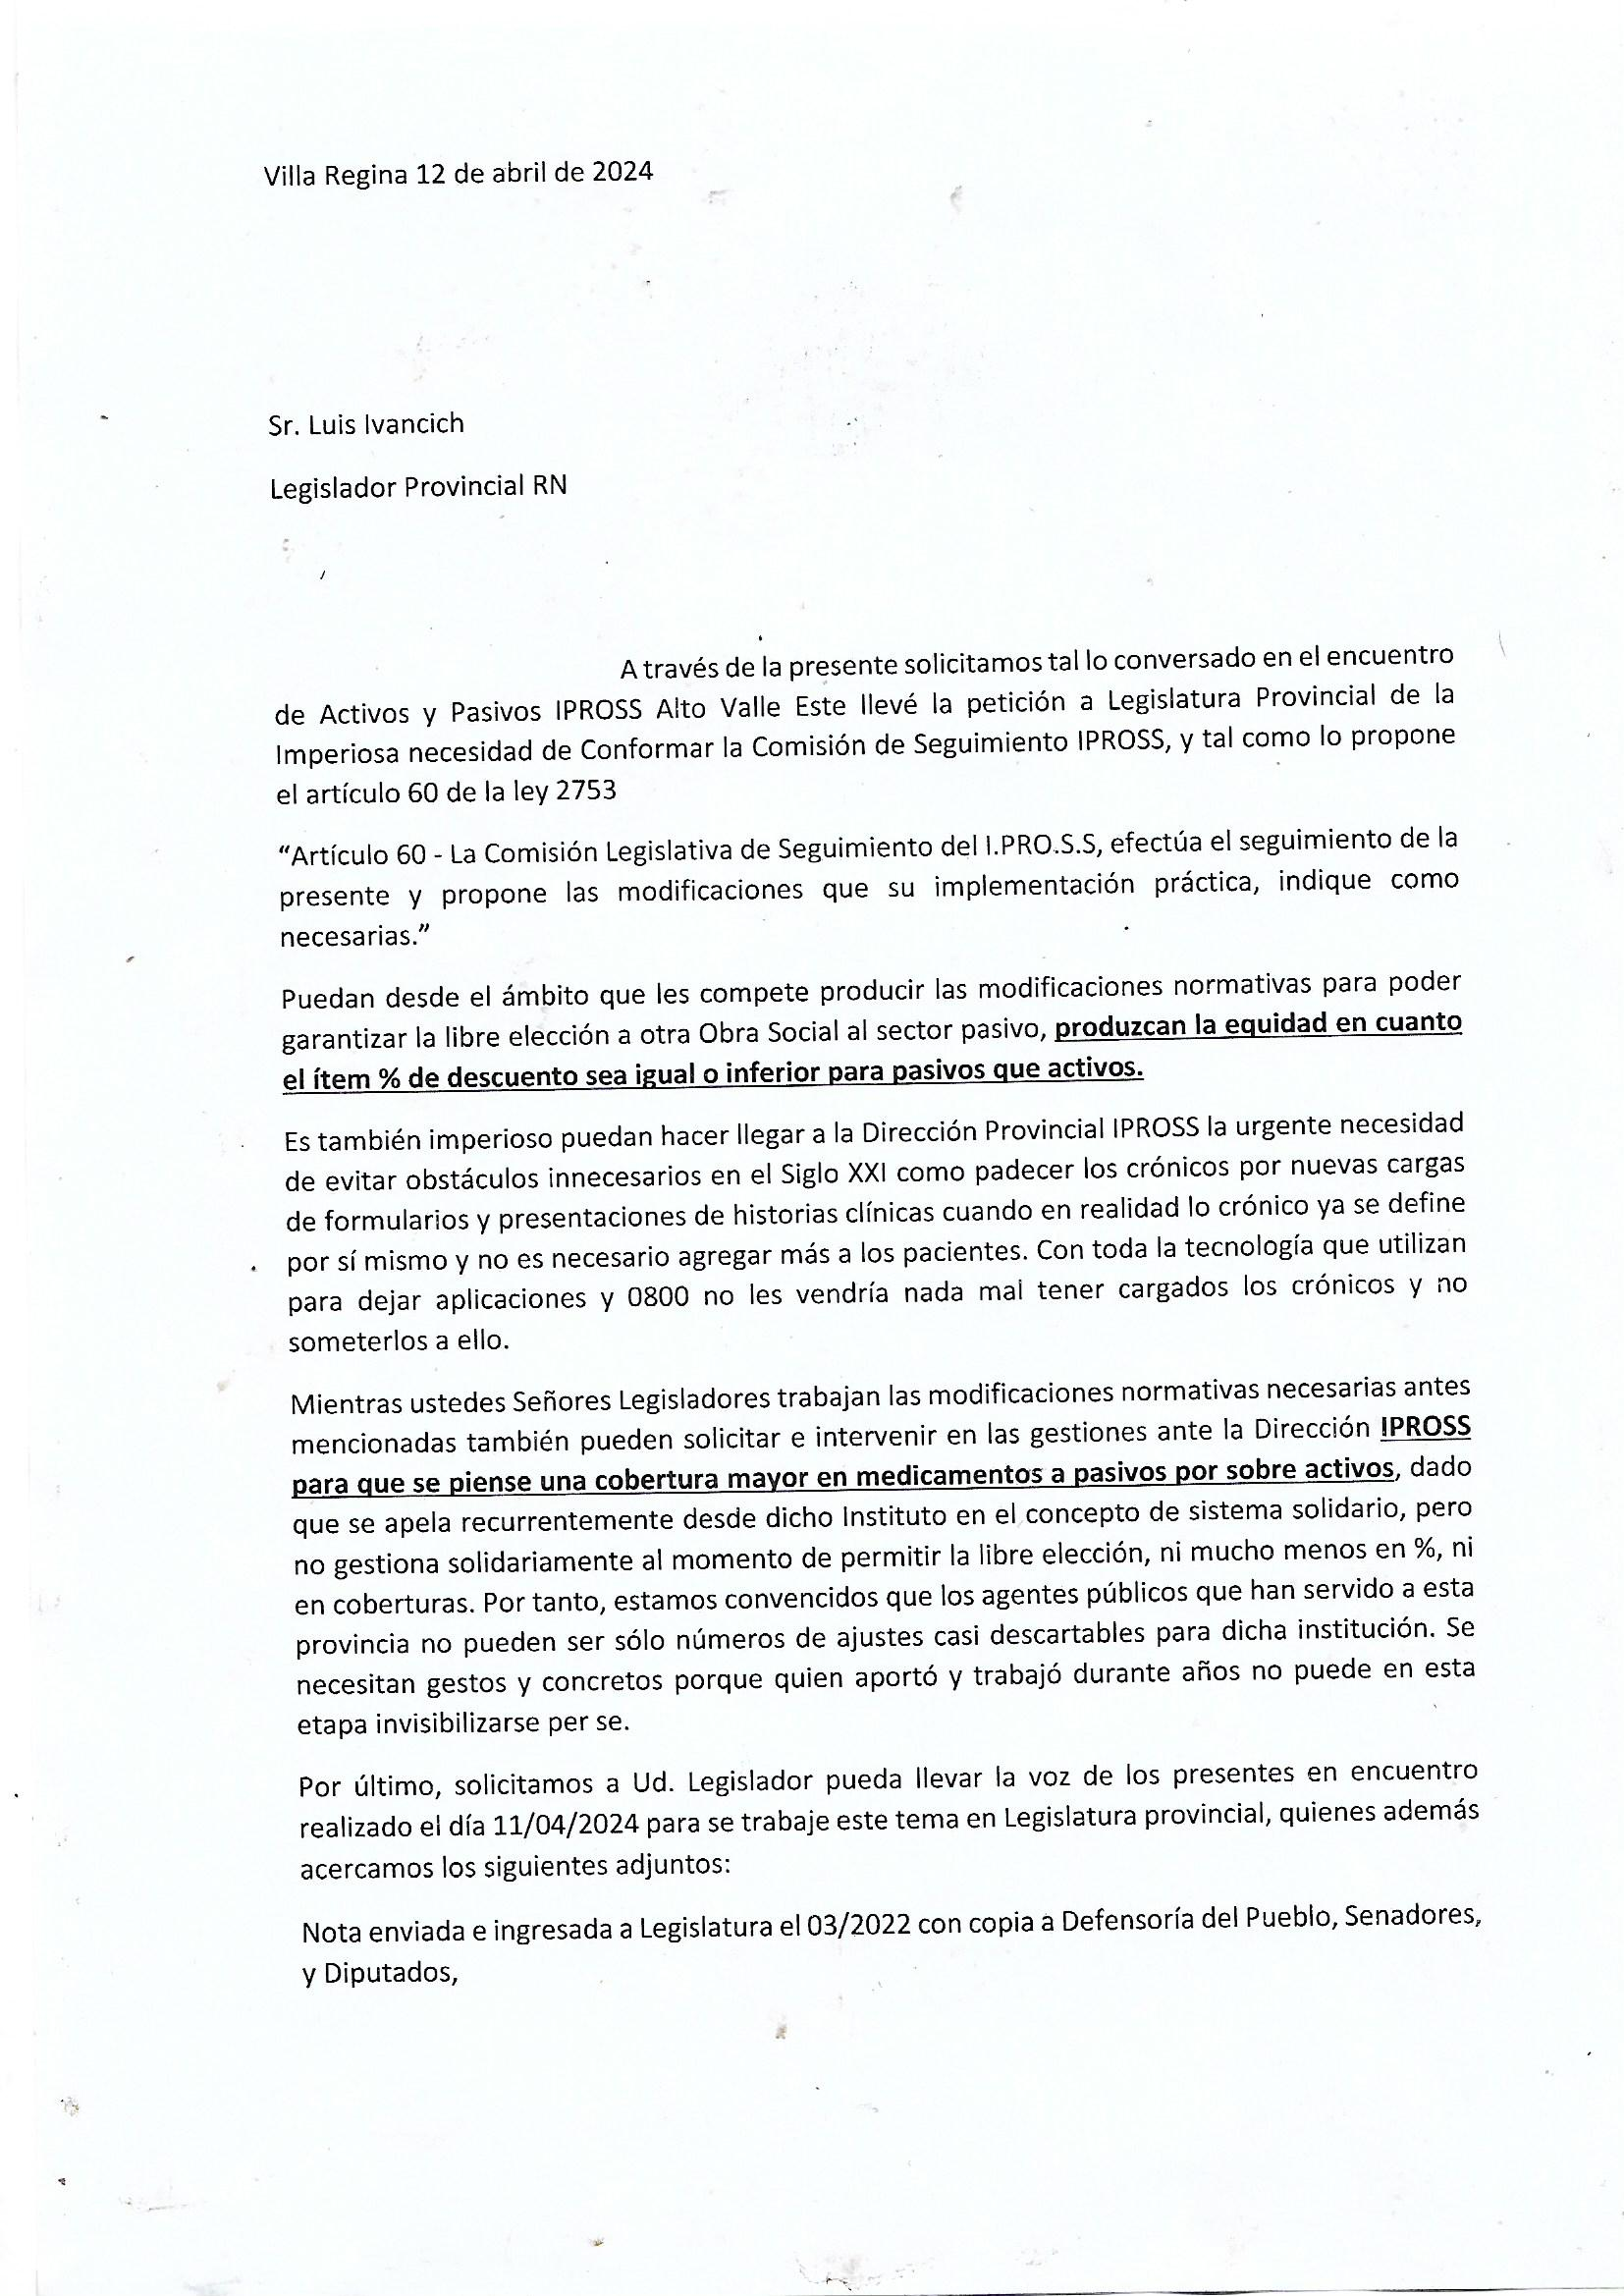 Villa Regina 12 de abril de 2024
Sr. Luis Ivancich
Legislador Provincial RN
A través de la presente solicitamos tal lo conversado en el encuentro
de Activos y Pasivos IPROSS Alto Valle Este llevé la petición a Legislatura Provincial de la
Imperiosa necesidad de Conformar la Comisión de Seguimiento IPROSS, y tal como lo propone
el artículo 60 de la ley 2753
“Artículo 60 - La Comisión Legislativa de Seguimiento del I.PRO.S.S, efectúa el seguimiento de la
presente y propone las modificaciones que su implementación práctica, indique como
necesarias.”
Puedan desde el ámbito que les compete producir las modificaciones normativas para poder
garantizar la libre elección a otra Obra Social al sector pasivo, produzcan la equidad en cuanto
el ítem % de descuento sea igual o inferior para pasivos que activos.
Es también imperioso puedan hacer llegar a la Dirección Provincial IPROSS la urgente necesidad
de evitar obstáculos innecesarios en el Siglo XXI como padecer los crónicos por nuevas cargas
de formularios y presentaciones de historias clínicas cuando en realidad lo crónico ya se define
por sí mismo y no es necesario agregar más a los pacientes. Con toda la tecnología que utilizan
para dejar aplicaciones y 0800 no les vendría nada mal tener cargados los crónicos y no
someterlos a ello.
Mientras ustedes Señores Legisladores trabajan las modificaciones normativas necesarias antes
mencionadas también pueden solicitar e intervenir en las gestiones ante la Dirección IPROSS
para que se piense una cobertura mayor en medicamentos a pasivos por sobre activos, dado
que se apela recurrentemente desde dicho Instituto en el concepto de sistema solidario, pero
no gestiona solidariamente al momento de permitir la libre elección, ni mucho menos en %, ni
en coberturas. Por tanto, estamos convencidos que los agentes públicos que han servido a esta
provincia no pueden ser sólo números de ajustes casi descartables para dicha institución. Se
necesitan gestos y concretos porque quien aportó y trabajó durante años no puede en esta
etapa invisibilizarse per se.
Por último, solicitamos a Ud. Legislador pueda llevar la voz de los presentes en encuentro
realizado el día 11/04/2024 para se trabaje este tema en Legislatura provincial, quienes además
acercamos los siguientes adjuntos:
Nota enviada e ingresada a Legislatura el 03/2022 con copia a Defensoría del Pueblo, Senadores,
y Diputados,